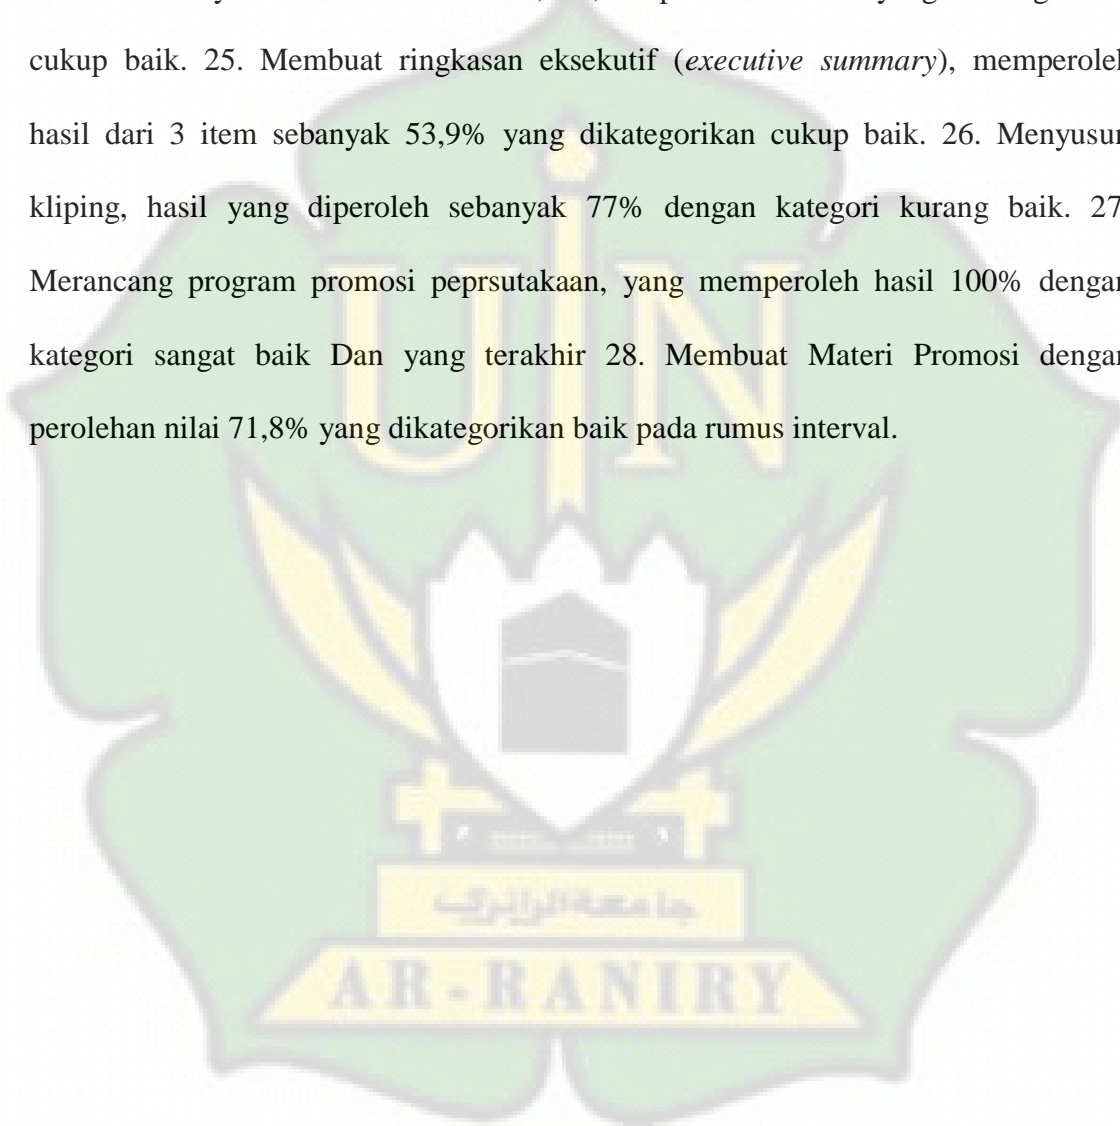 cukup baik. 25. Membuat ringkasan eksekutif (executive summary), memperoleh
hasil dari 3 item sebanyak 53,9% yang dikategorikan cukup baik. 26. Menyusun
kliping, hasil yang diperoleh sebanyak 77% dengan kategori kurang baik. 27
Merancang program promosi peprsutakaan, yang memperoleh hasil 100% dengan
kategori sangat baik Dan yang terakhir 28. Membuat Materi Promosi dengan
perolehan nilai 71,8% yang dikategorikan baik pada rumus interval.
UIN
جامعة الرانري
AR-RANIRY